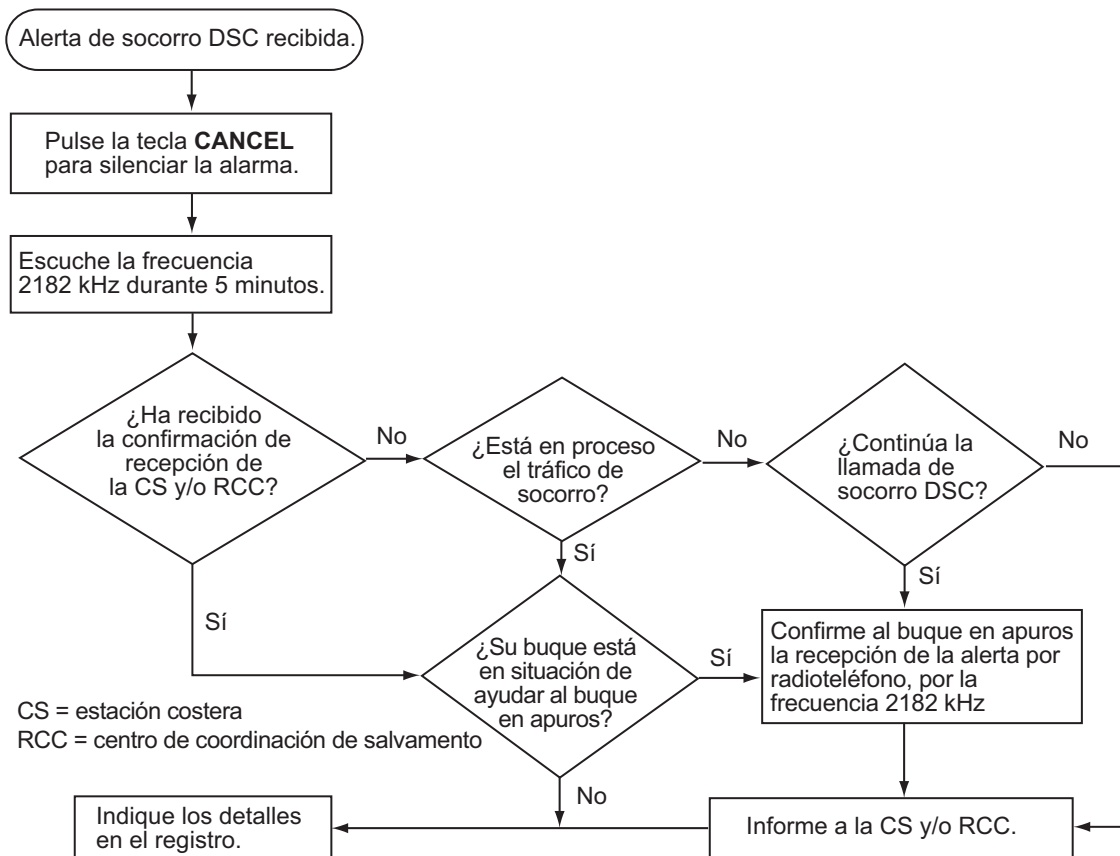 Alerta de socorro DSC recibida.
Pulse la tecla CANCEL
para silenciar la alarma.
Escuche la frecuencia
2182 kHz durante 5 minutos.
¿Ha recibido
la confirmación de
recepción de
la CS y/o RCC?
No
¿Está en proceso
el tráfico de
socorro?
No
¿Continúa la
llamada de
socorro DSC?
No
Sí
Sí
Sí
¿Su buque está
en situación de
ayudar al buque
en apuros?
Sí
Confirme al buque en apuros
la recepción de la alerta por
radioteléfono, por la
frecuencia 2182 kHz
CS = estación costera
RCC = centro de coordinación de salvamento
No
Indique los detalles
en el registro.
Informe a la CS y/o RCC.